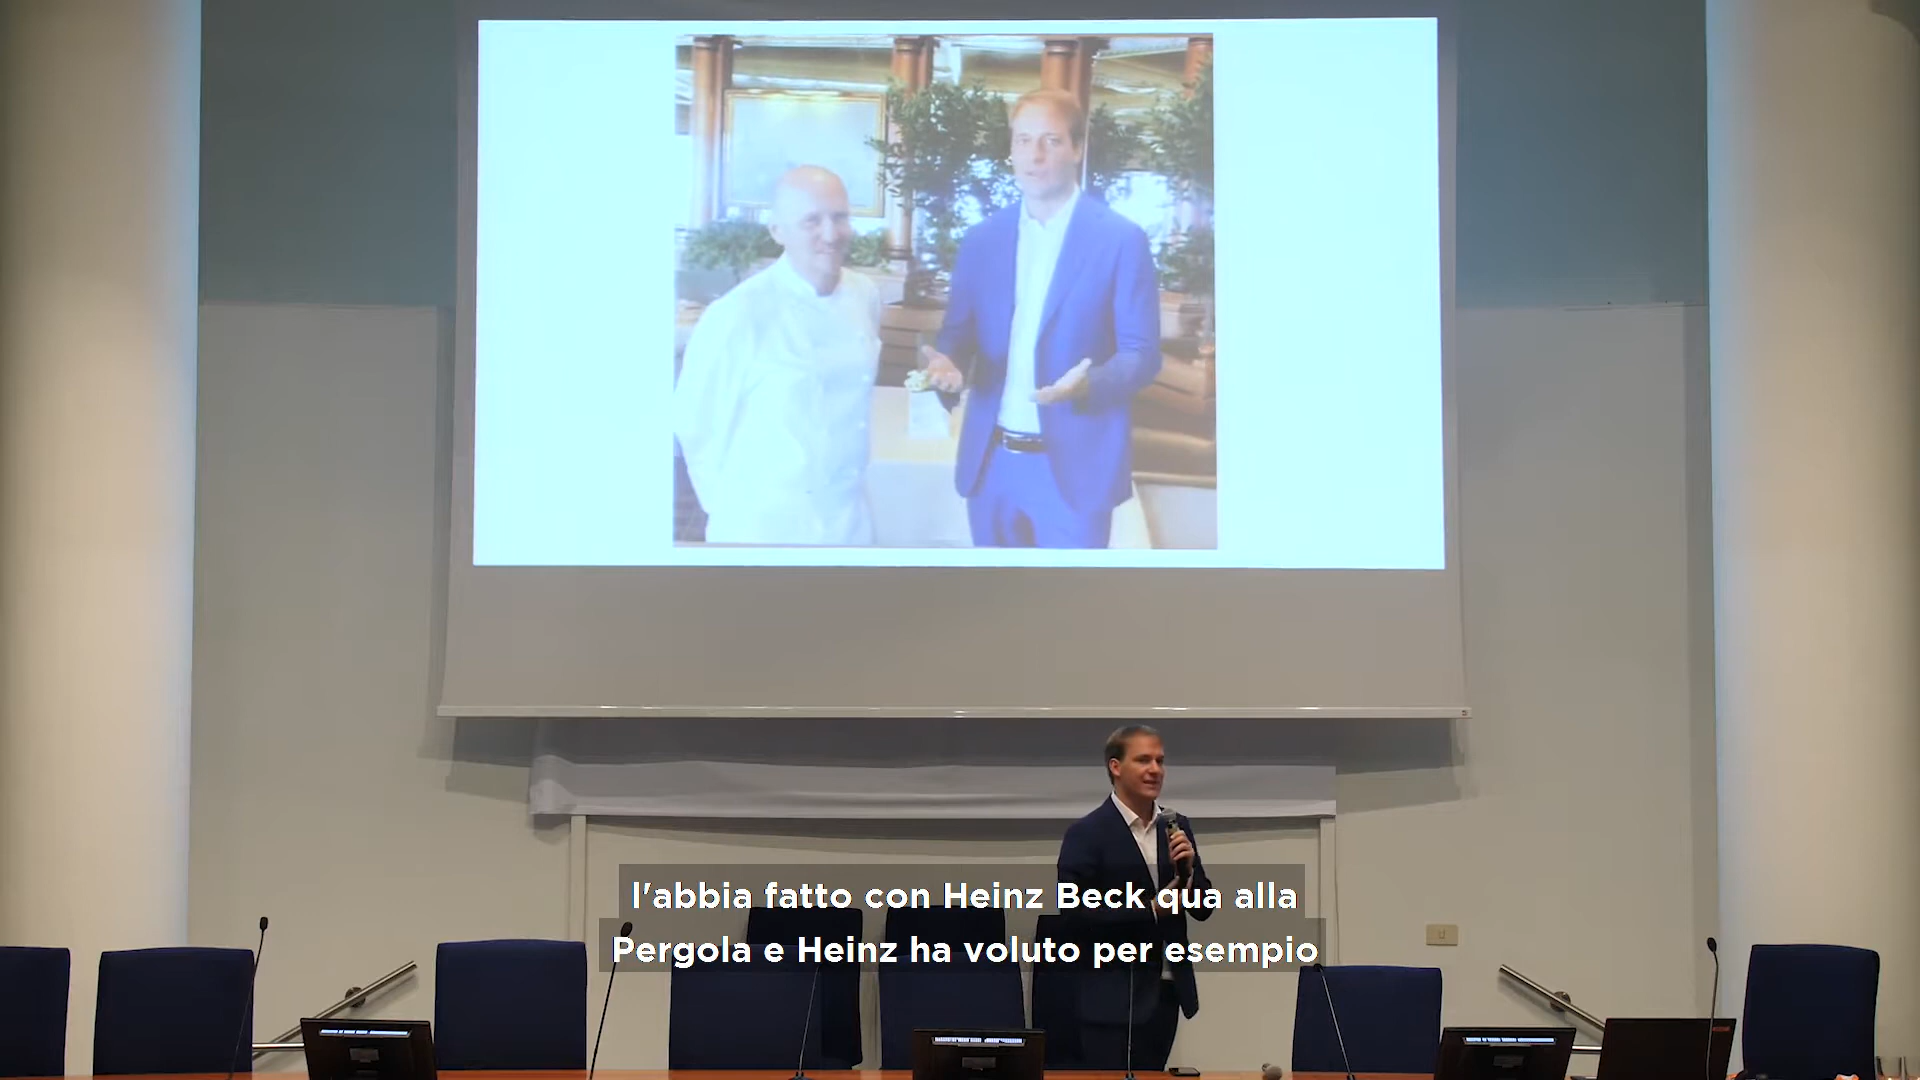 l'abbia fatto con Heinz Beck qua alla
Pergola e Heinz ha voluto per esempio